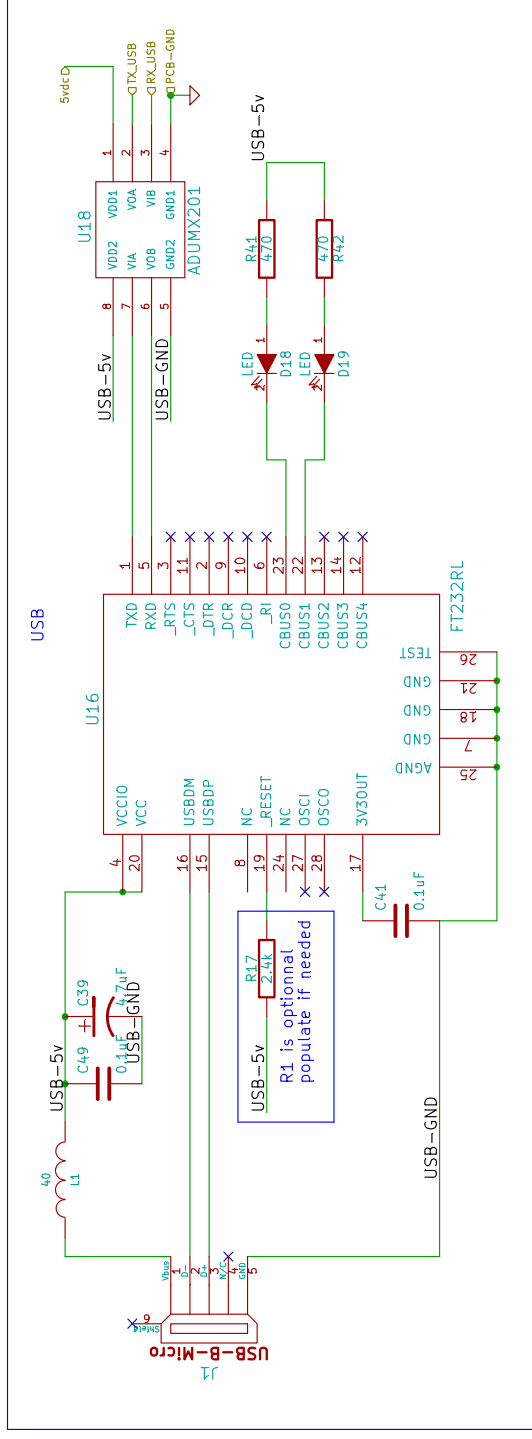 USB
5vdc
TX_USB
RX_USB
PCB-GND
1
2
3
4
U18
VDD1
VOA
VIB
GND1
VDD2
VIA
VOB
GND2
ADUMX201
8
7
6
5
USB-5v
USB-GND
USB-5v
R41
470
470
R42
1
1
LED
D18
LED
D19
2
2
1
5
3
11
2
9
10
6
23
22
13
14
12
TXD
RXD
_RTS
_CTS
_DTR
_DCR
_DCD
_RI
CBUS0
CBUS1
CBUS2
CBUS3
CBUS4
FT232RL
U16
TEST
26
GND
21
GND
18
GND
7
AGND
25
VCCIO
VCC
USBDM
USBDP
NC
_RESET
NC
OSCI
OSCO
3V3OUT
4
20
16
15
8
19
24
27
28
17
C41
0.1uF
C39
4.7uF
USB-GND
C49
0.1uF
USB-5v
R17
2.4k
USB-5v
R1 is optionnal
populate if needed
USB-GND
40
L1
Vbus
D-
D+
N/C
GND
1
2
3
4
5
6
Shield
USB-B-Micro
J1